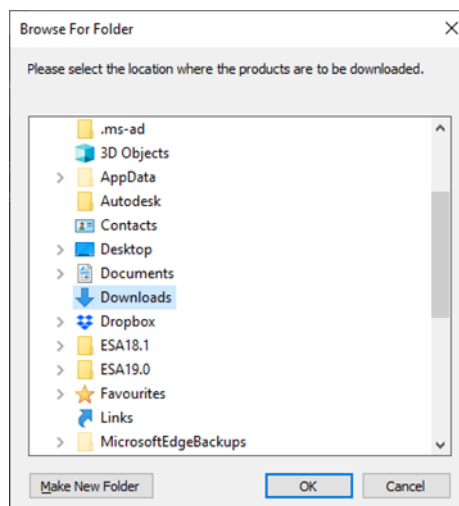 Browse For Folder
Please select the location where the products are to be downloaded.
.ms-ad
3D Objects
AppData
Autodesk
Contacts
Desktop
Documents
Downloads
Dropbox
ESA18.1
ESA19.0
Favourites
Links
MicrosoftEdgeBackups
Make New Folder
OK
Cancel